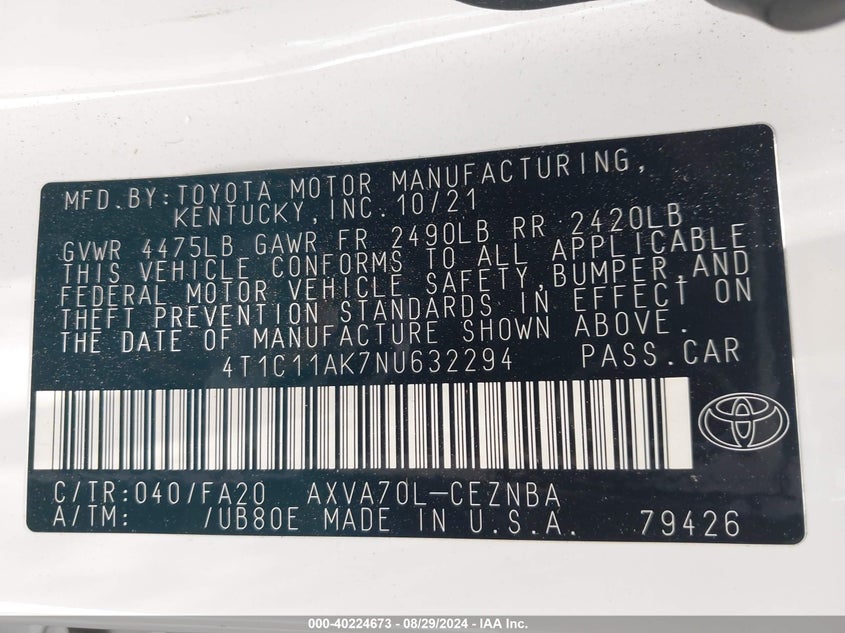 MFD.BY:TOYOTA MOTOR MANUFACTURING,
KENTUCKY,INC.10/21
GVWR 4475LB GAWR FR 2490LB RR 2420LB
THIS VEHICLE CONFORMS TO ALL APPLICABLE
FEDERAL MOTOR VEHICLE SAFETY,BUMPER,AND
THEFT PREVENTION STANDARDS IN EFFECT ON
THE DATE OF MANUFACTURE SHOWN ABOVE.
4T1C11AK7NU632294 PASS.CAR
C/TR:040/FA20 AXVA70L-CEZNBA
A/TM: /UB80E MADE IN U.S.A. 79426
000-40224673 - 08/29/2024 - IAA Inc.